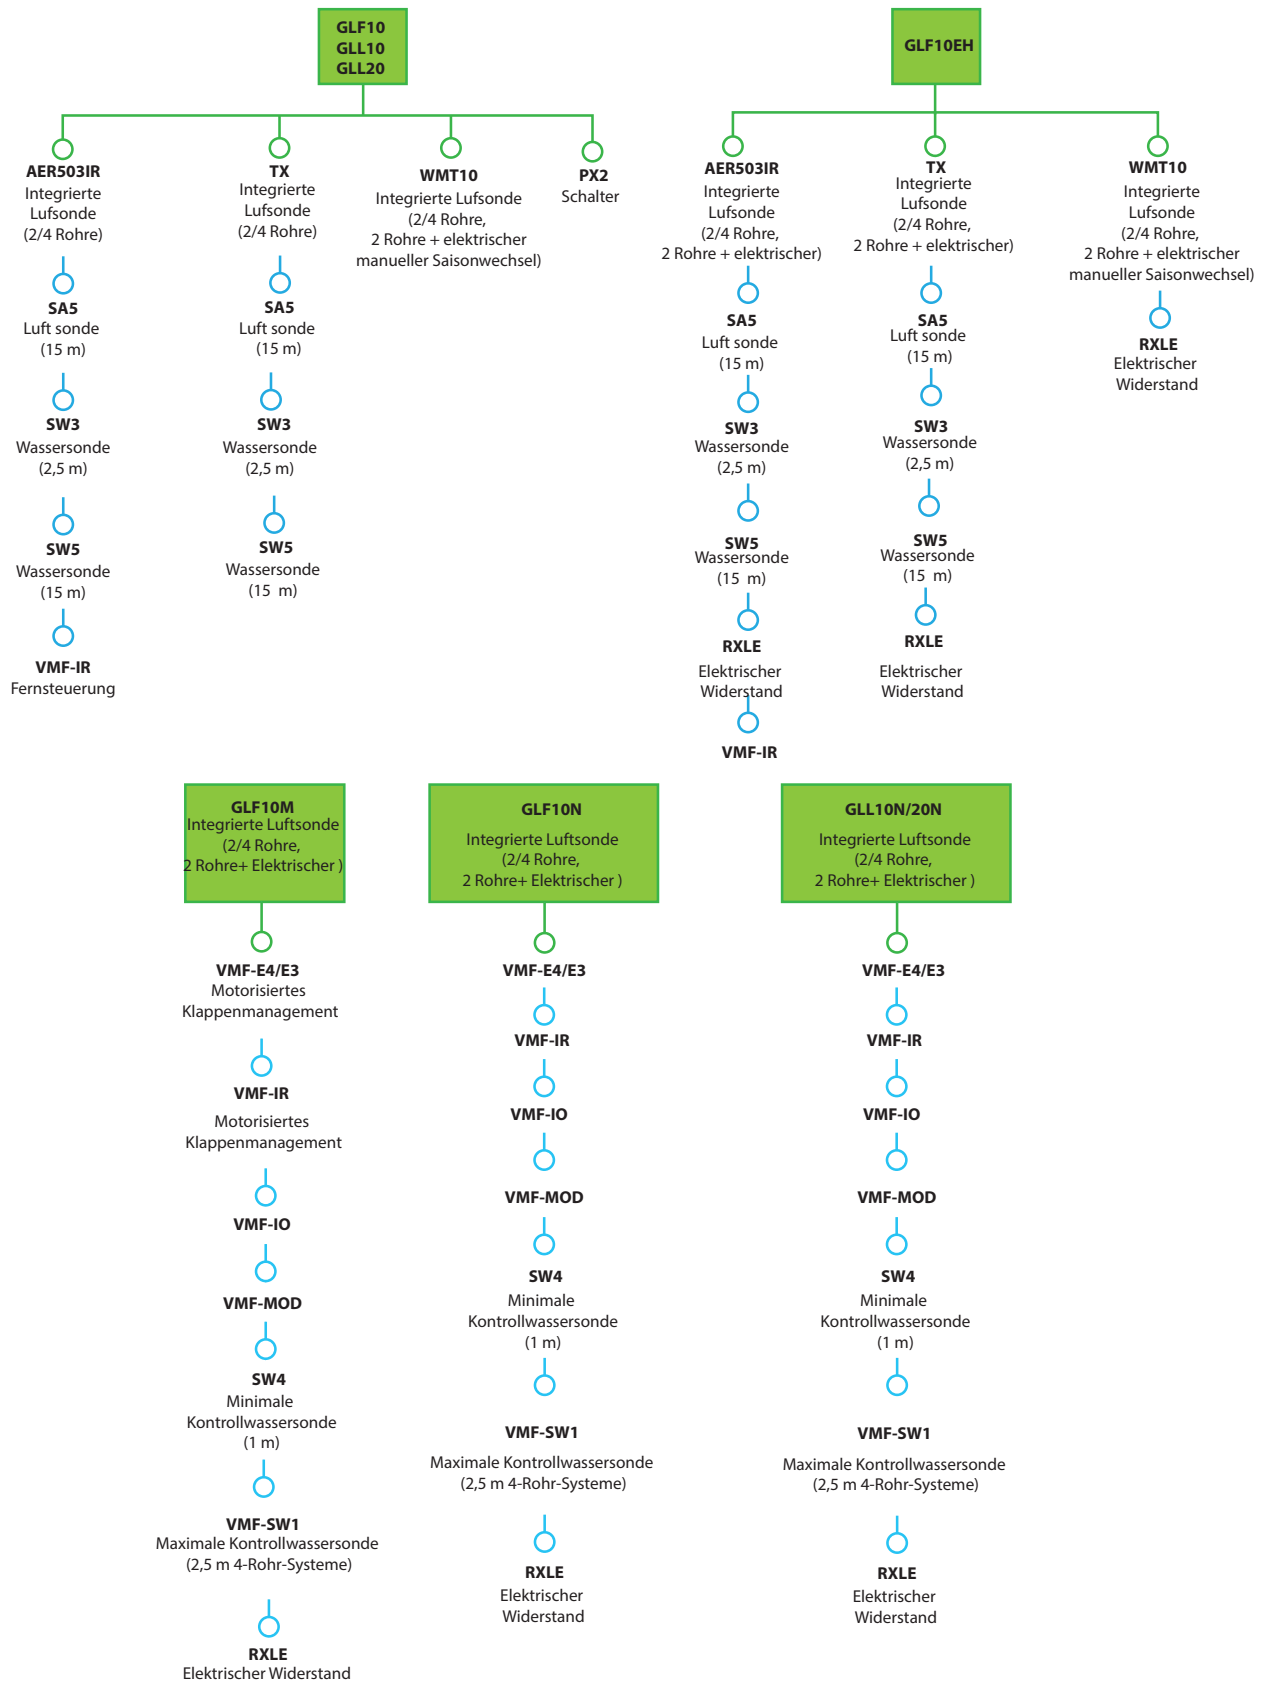 GLF10
GLL10
GLL20
AER503IR
Integrierte
Lufsonde
(2/4 Rohre)
SA5
Luft sonde
(15 m)
SW3
Wassersonde
(2,5 m)
SW5
Wassersonde
(15 m)
VMF-IR
Fernsteuerung
TX
Integrierte
Lufsonde
(2/4 Rohre)
SA5
Luft sonde
(15 m)
SW3
Wassersonde
(2,5 m)
SW5
Wassersonde
(15 m)
WMT10
Integrierte Lufsonde
(2/4 Rohre,
2 Rohre + elektrischer
manueller Saisonwechsel)
PX2
Schalter
GLF10EH
AER503IR
Integrierte
Lufsonde
(2/4 Rohre,
2 Rohre + elektrischer)
SA5
Luft sonde
(15 m)
SW3
Wassersonde
(2,5 m)
SW5
Wassersonde
(15 m)
RXLE
Elektrischer
Widerstand
VMF-IR
TX
Integrierte
Lufsonde
(2/4 Rohre,
2 Rohre + elektrischer)
SA5
Luft sonde
(15 m)
SW3
Wassersonde
(2,5 m)
SW5
Wassersonde
(15 m)
RXLE
Elektrischer
Widerstand
WMT10
Integrierte
Lufsonde
(2/4 Rohre,
2 Rohre + elektrischer
manueller Saisonwechsel)
RXLE
Elektrischer
Widerstand
GLF10M
Integrierte Luftsonde
(2/4 Rohre,
2 Rohre+ Elektrischer )
VMF-E4/E3
Motorisiertes
Klappenmanagement
VMF-IR
Motorisiertes
Klappenmanagement
VMF-IO
VMF-MOD
SW4
Minimale
Kontrollwassersonde
(1 m)
VMF-SW1
Maximale Kontrollwassersonde
(2,5 m 4-Rohr-Systeme)
RXLE
Elektrischer Widerstand
GLF10N
Integrierte Luftsonde
(2/4 Rohre,
2 Rohre+ Elektrischer )
VMF-E4/E3
VMF-IR
VMF-IO
VMF-MOD
SW4
Minimale
Kontrollwassersonde
(1 m)
VMF-SW1
Maximale Kontrollwassersonde
(2,5 m 4-Rohr-Systeme)
RXLE
Elektrischer
Widerstand
GLL10N/20N
Integrierte Luftsonde
(2/4 Rohre,
2 Rohre+ Elektrischer )
VMF-E4/E3
VMF-IR
VMF-IO
VMF-MOD
SW4
Minimale
Kontrollwassersonde
(1 m)
VMF-SW1
Maximale Kontrollwassersonde
(2,5 m 4-Rohr-Systeme)
RXLE
Elektrischer
Widerstand